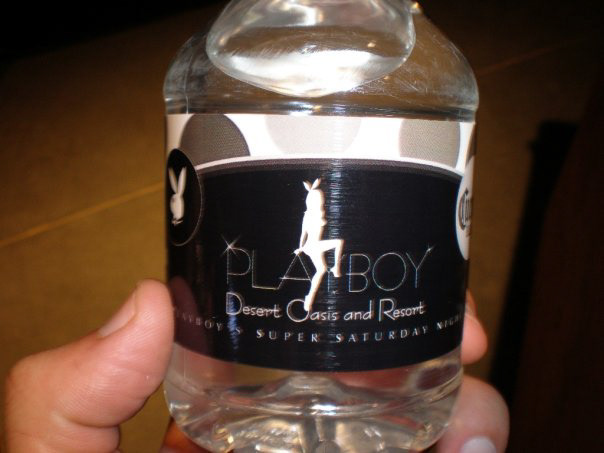 PLAYBOY
Desert Oasis and Resort
PLAYBOY SUPER SATURDAY NIGHT